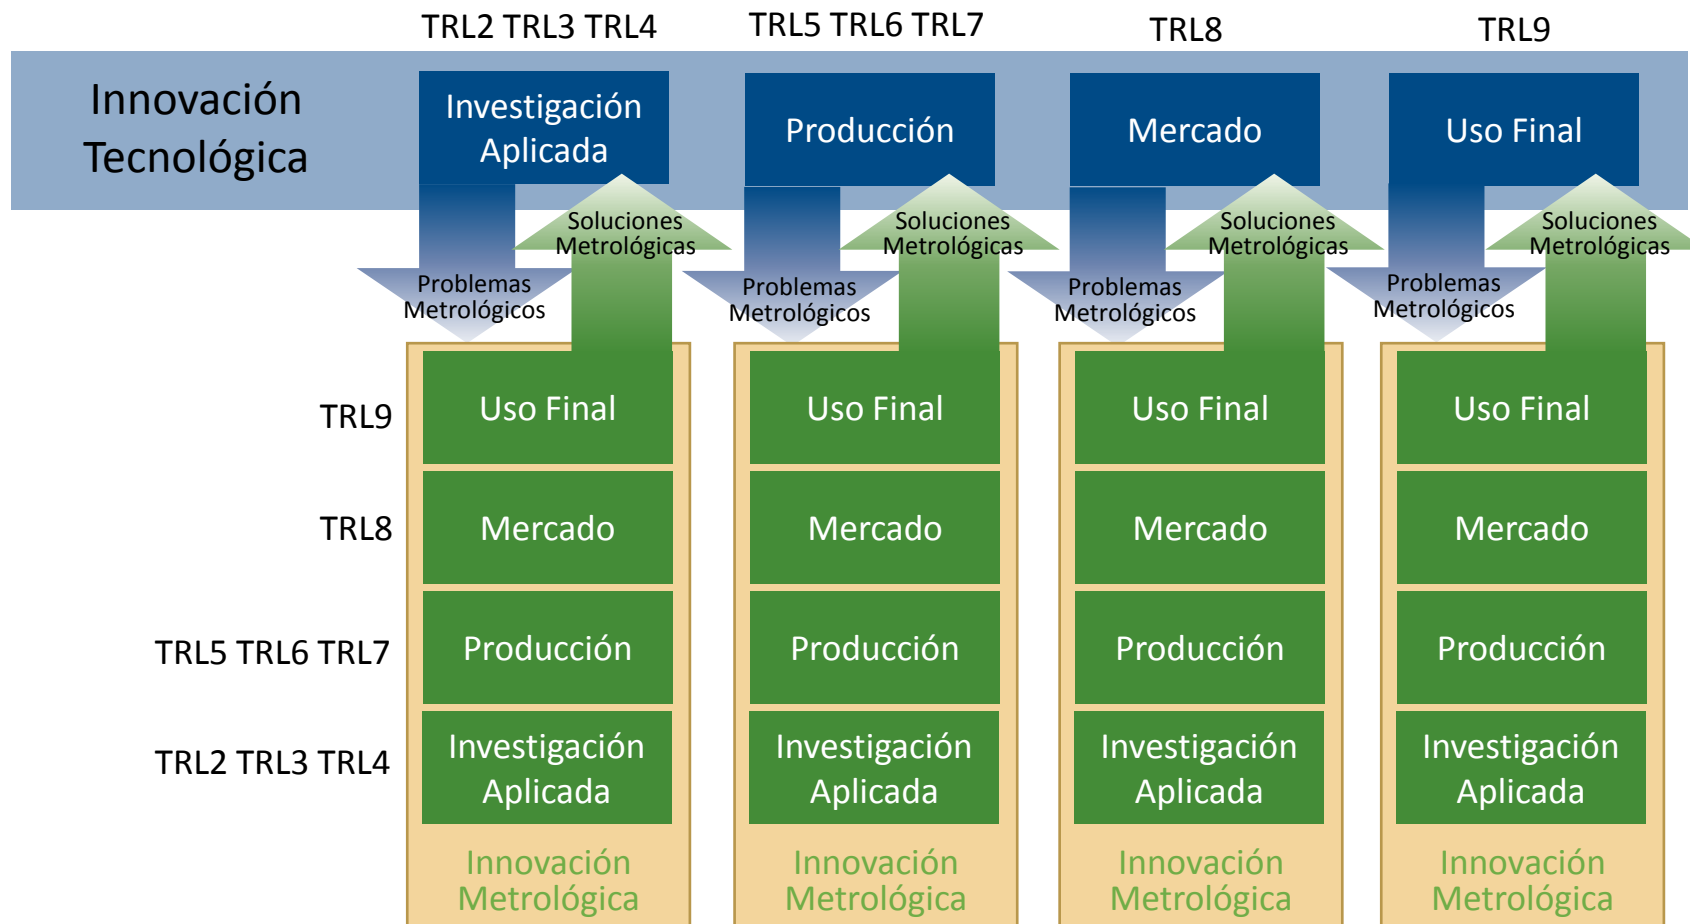 TRL2 TRL3 TRL4
TRL5 TRL6 TRL7
TRL8
TRL9
Innovación
Tecnológica
Investigación
Aplicada
Producción
Mercado
Uso Final
Soluciones
Metrológicas
Soluciones
Metrológicas
Soluciones
Metrológicas
Soluciones
Metrológicas
Problemas
Metrológicos
Problemas
Metrológicos
Problemas
Metrológicos
Problemas
Metrológicos
TRL9
Uso Final
Uso Final
Uso Final
Uso Final
TRL8
Mercado
Mercado
Mercado
Mercado
TRL5 TRL6 TRL7
Producción
Producción
Producción
Producción
TRL2 TRL3 TRL4
Investigación
Aplicada
Investigación
Aplicada
Investigación
Aplicada
Investigación
Aplicada
Innovación
Metrológica
Innovación
Metrológica
Innovación
Metrológica
Innovación
Metrológica